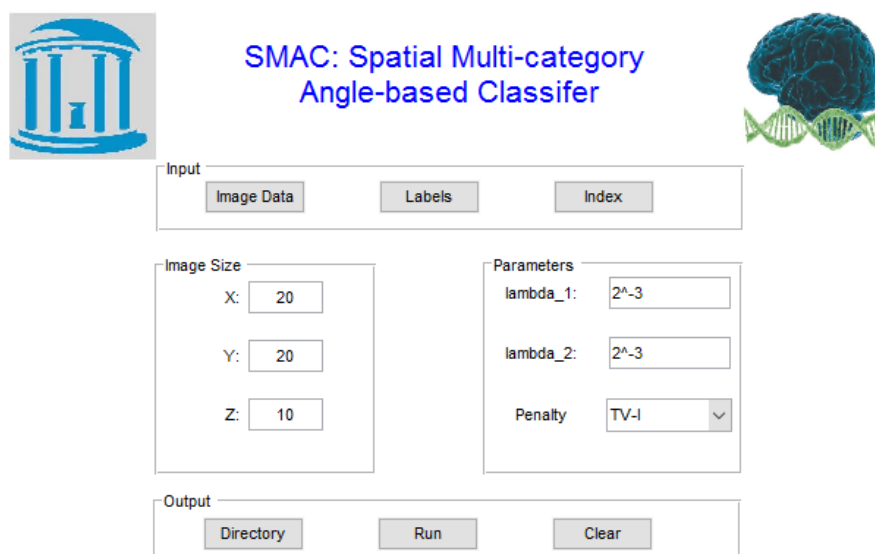 SMAC: Spatial Multi-category
Angle-based Classifer
Input
Image Data Labels Index
Image Size
X: 20
Y: 20
Z: 10
Parameters
lambda_1: 2^-3
lambda_2: 2^-3
Penalty TV-I
Output
Directory Run Clear